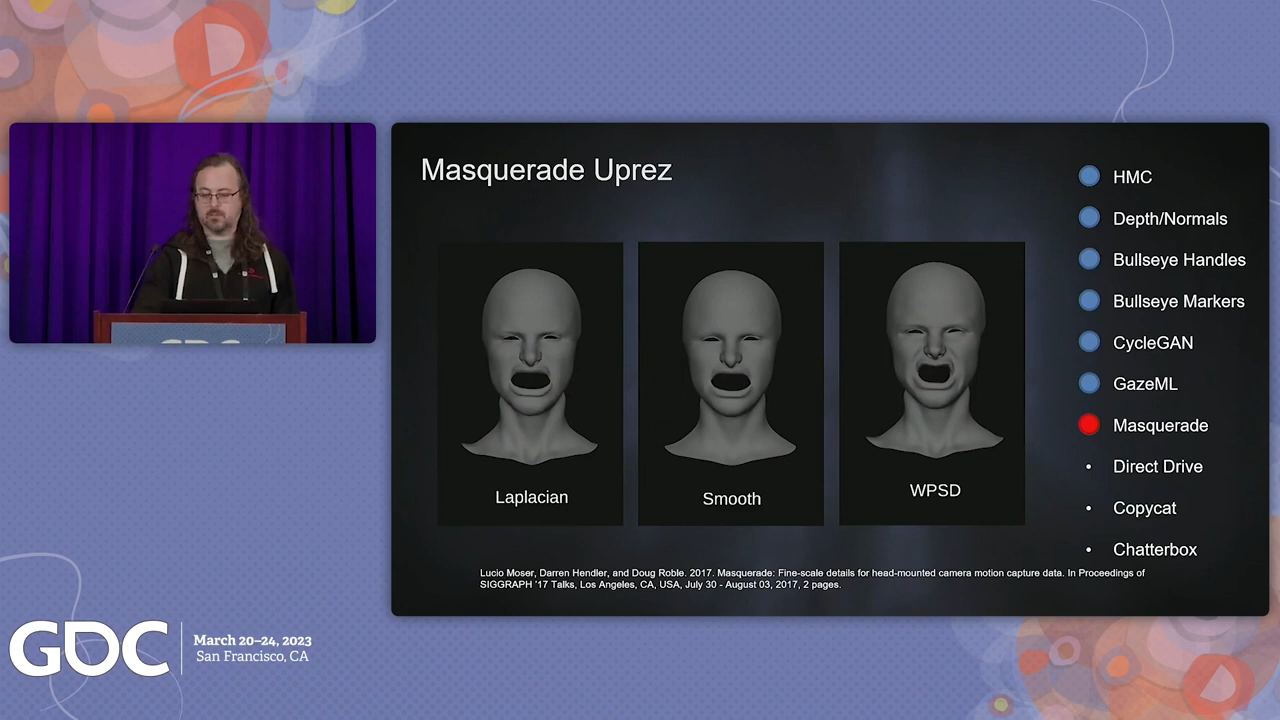 Masquerade Uprez
HMC
Depth/Normals
Bullseye Handles
Bullseye Markers
CycleGAN
GazeML
Masquerade
Direct Drive
Copycat
Chatterbox
Laplacian
Smooth
WPSD
Lucio Moser, Darren Hendler, and Doug Roble. 2017. Masquerade: Fine-scale details for head-mounted camera motion capture data. In Proceedings of
SIGGRAPH '17 Talks, Los Angeles, CA, USA, July 30 - August 03, 2017, 2 pages.
GDC
March 20–24, 2023
San Francisco, CA